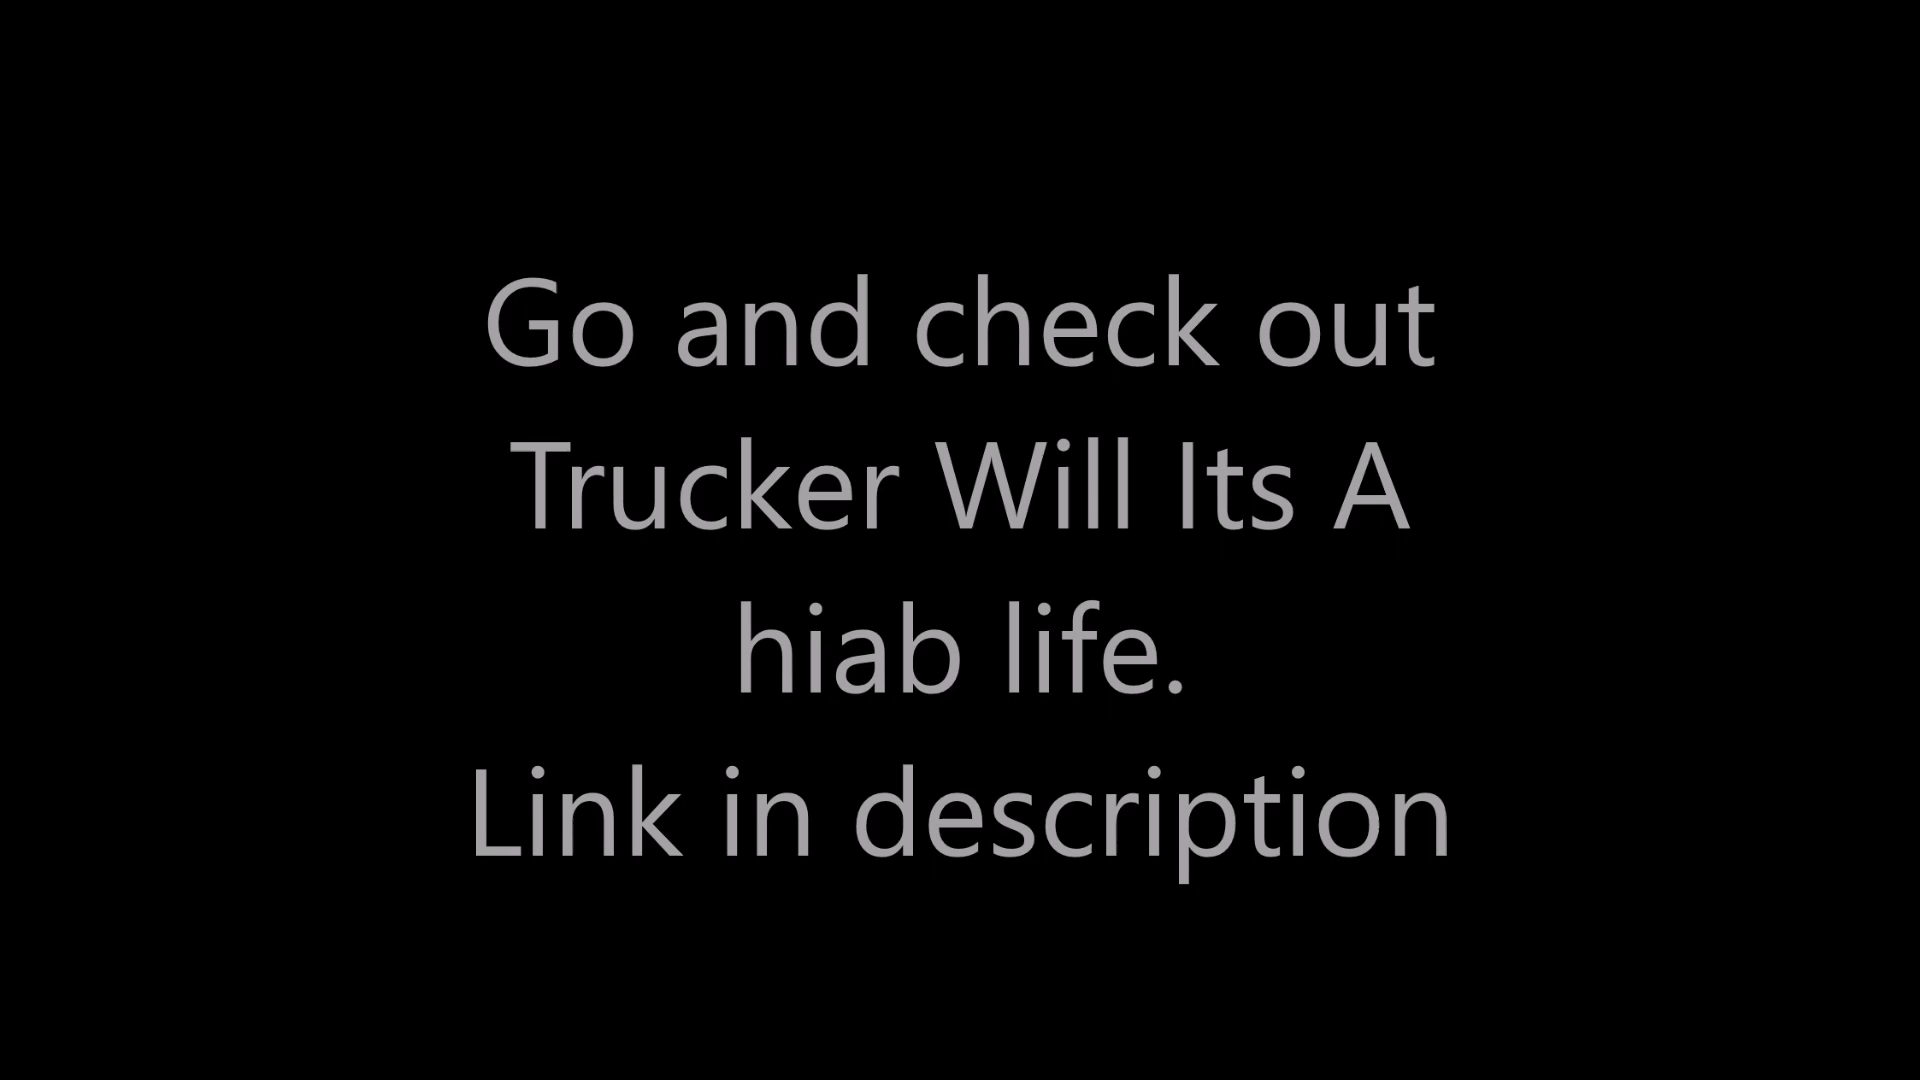 Go and check out
Trucker Will Its A
hiab life.
Link in description